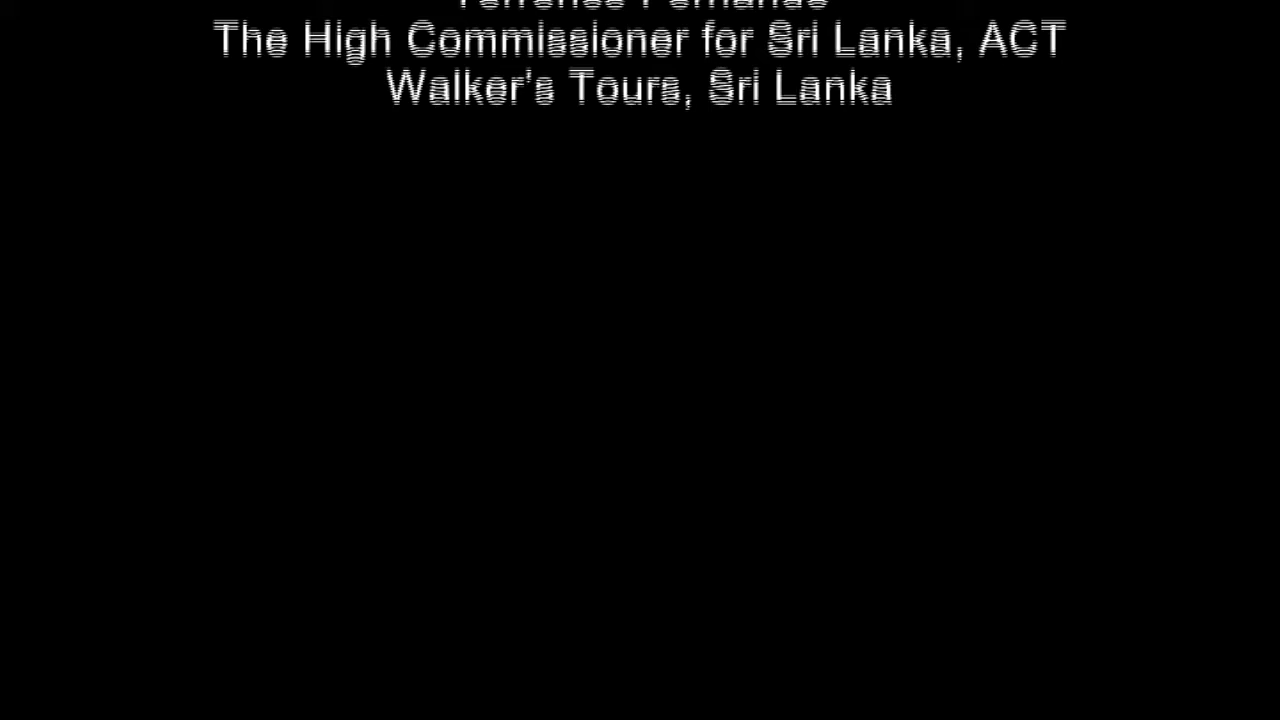 The High Commissioner for Sri Lanka, ACT
Walker's Tours, Sri Lanka